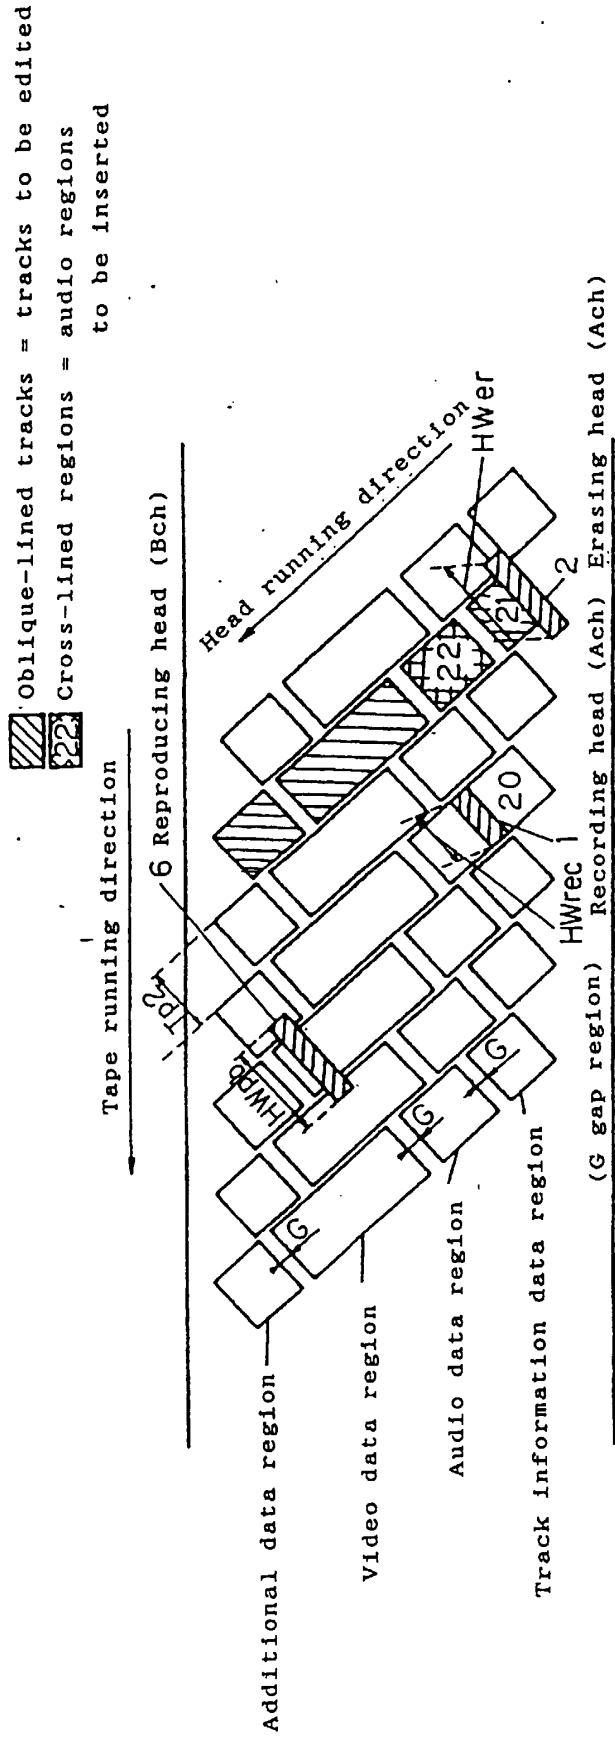 Oblique-lined tracks = tracks to be edited
22 Cross-lined regions = audio regions
to be inserted
Tape running direction
6 Reproducing head (Bch)
Head running direction
TP2
HWpb
HWer
22
21
2
20
1
HWrec
G
G
G
Additional data region
Video data region
Audio data region
Track information data region
(G gap region) Recording head (Ach) Erasing head (Ach)